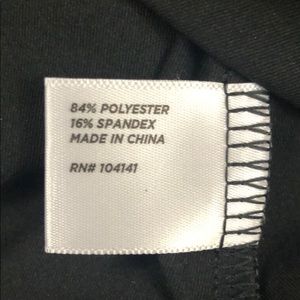 84% POLYESTER
16% SPANDEX
MADE IN CHINA
RN# 104141